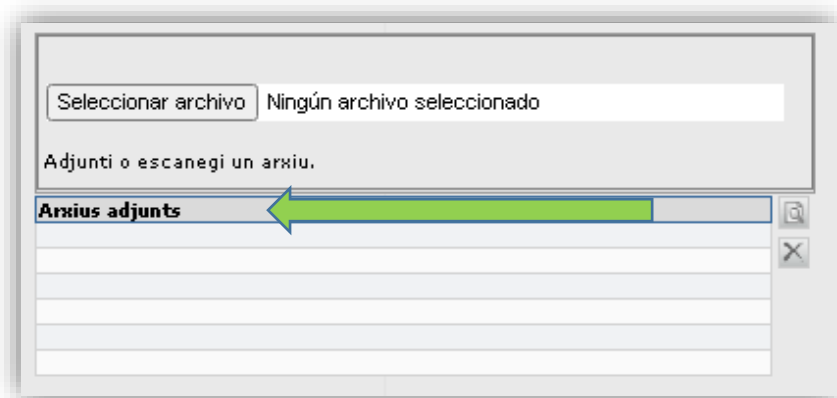 Seleccionar archivo Ningún archivo seleccionado
Adjunti o escanegi un arxiu.
Arxius adjunts